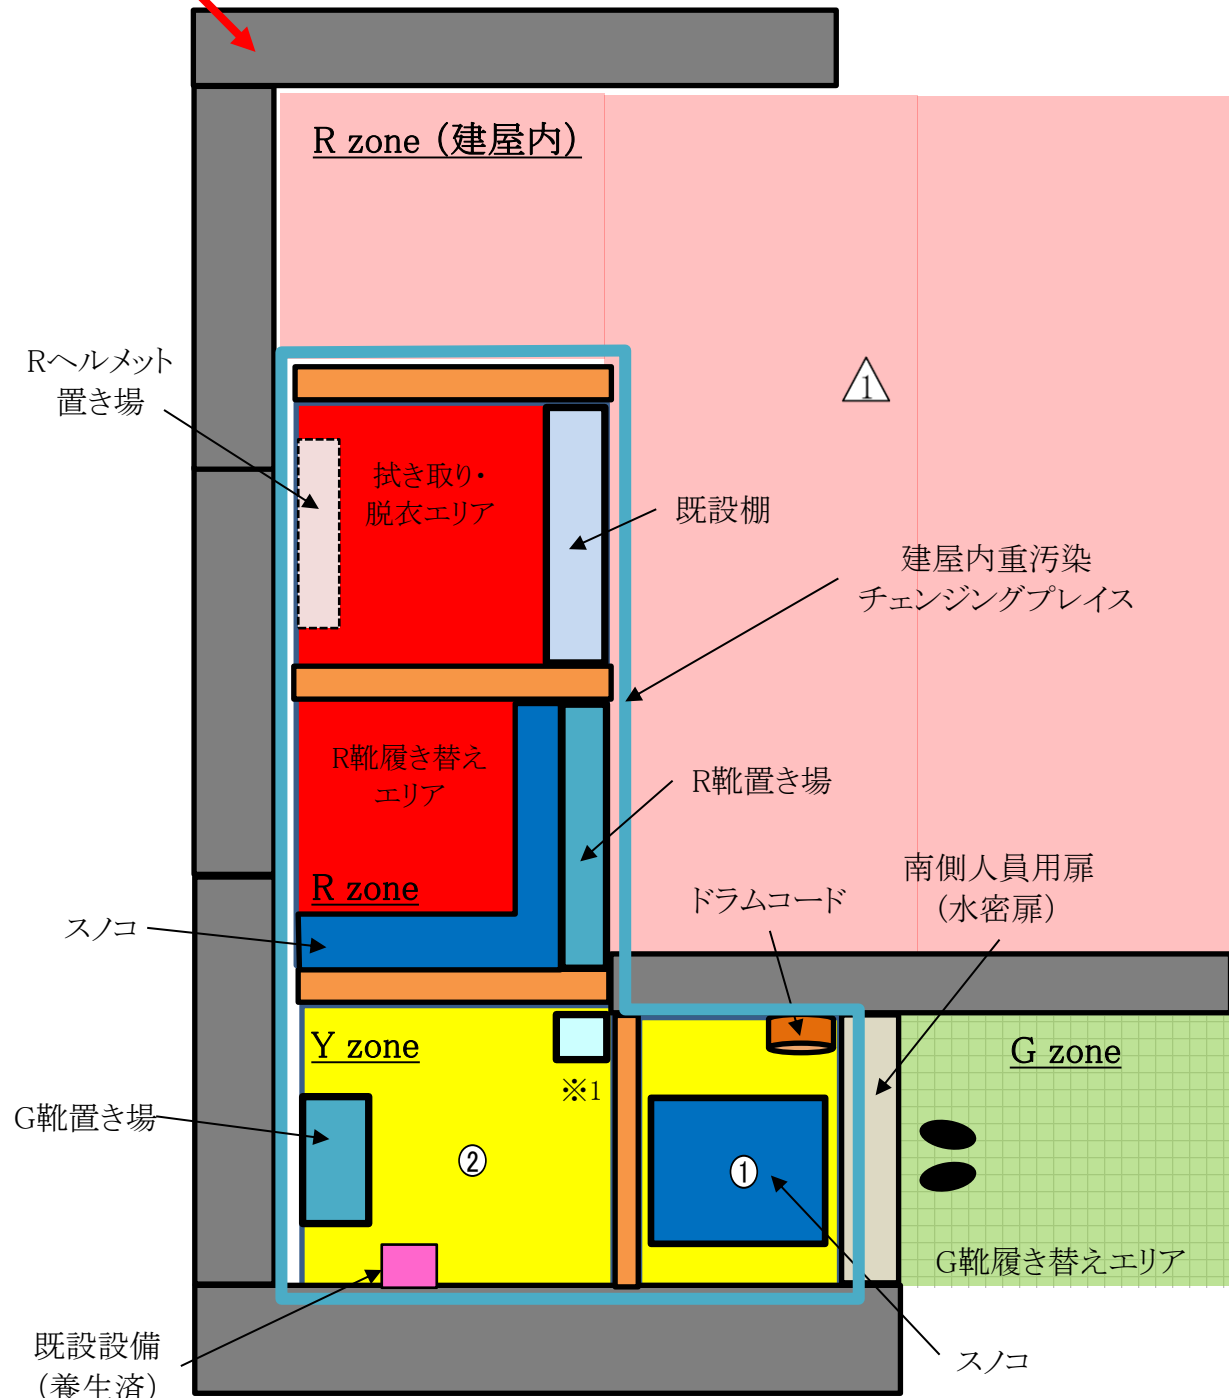 R zone (建屋内)
Rヘルメット
置き場
1
拭き取り・
脱衣エリア
既設棚
建屋内重汚染
チェンジングプレイス
R靴履き替え
エリア
R靴置き場
R zone
ドラムコード
南側人員用扉
(水密扉)
スノコ
Y zone
G zone
※1
G靴置き場
②
①
G靴履き替えエリア
既設設備
(養生済)
スノコ